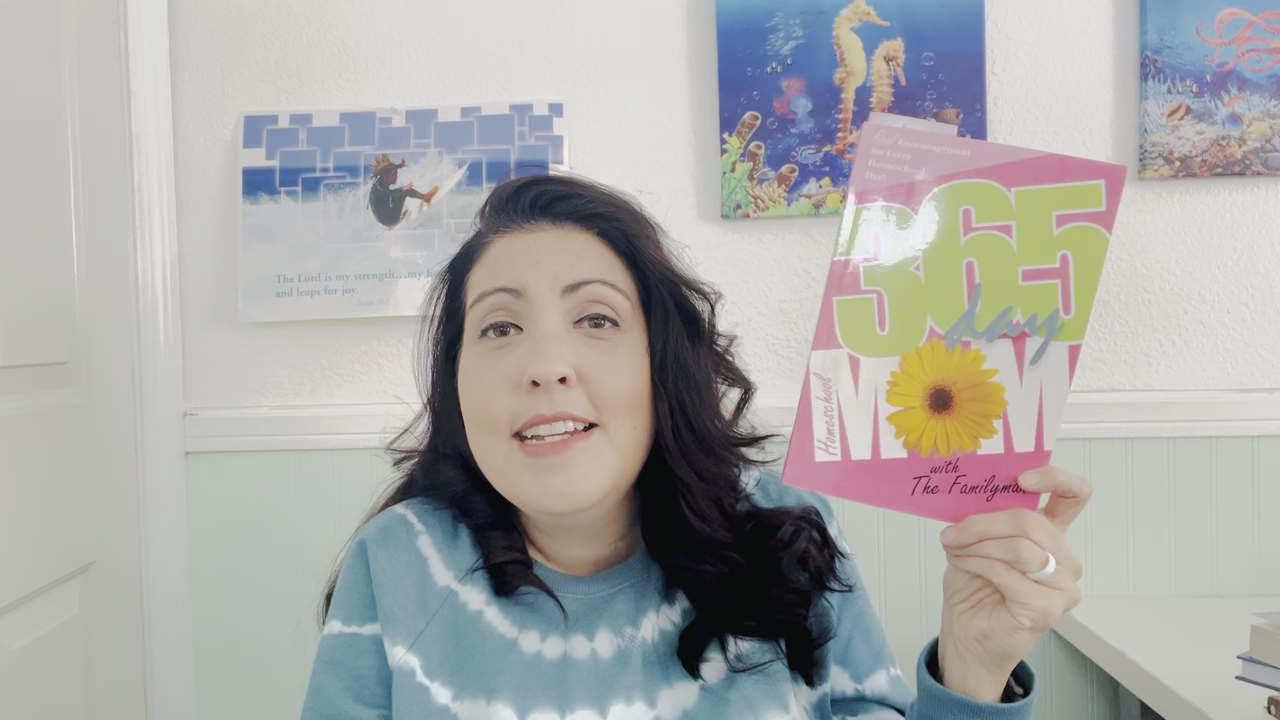 The Lord is my strength...my he
and leaps for joy.
Encouragement
for Every
Homeschool
Day!
365
day
Homeschool
MOM
with
The Familyman